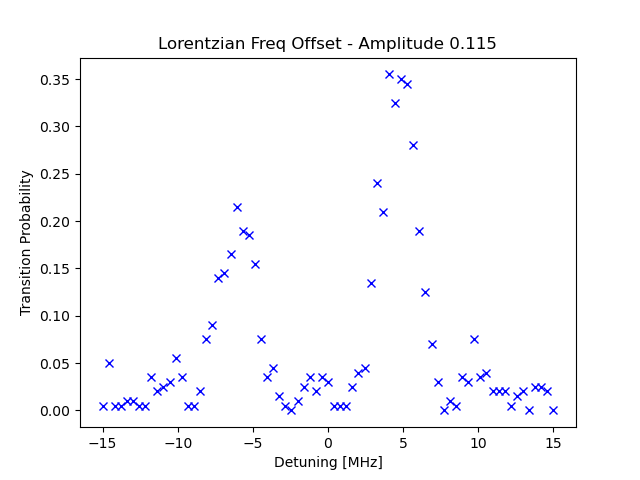 Lorentzian Freq Offset - Amplitude 0.115
Transition Probability
0.35
0.30
0.25
0.20
0.15
0.10
0.05
0.00
−15 −10 −5 0 5 10 15
Detuning [MHz]